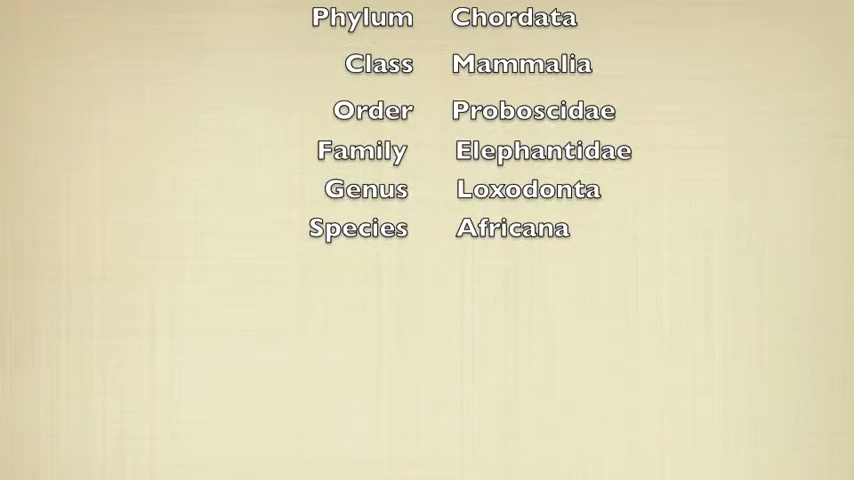 Phylum Chordata
Class Mammalia
Order Proboscidae
Family Elephantidae
Genus Loxodonta
Species Africana